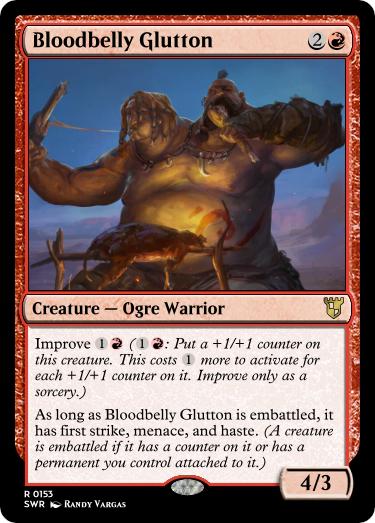 Bloodbelly Glutton 2
Creature — Ogre Warrior
Improve 1 (1: Put a +1/+1 counter on
this creature. This costs 1 more to activate for
each +1/+1 counter on it. Improve only as a
sorcery.)
As long as Bloodbelly Glutton is embattled, it
has first strike, menace, and haste. (A creature
is embattled if it has a counter on it or has a
permanent you control attached to it.)
4/3
R 0153
SWR RANDY VARGAS